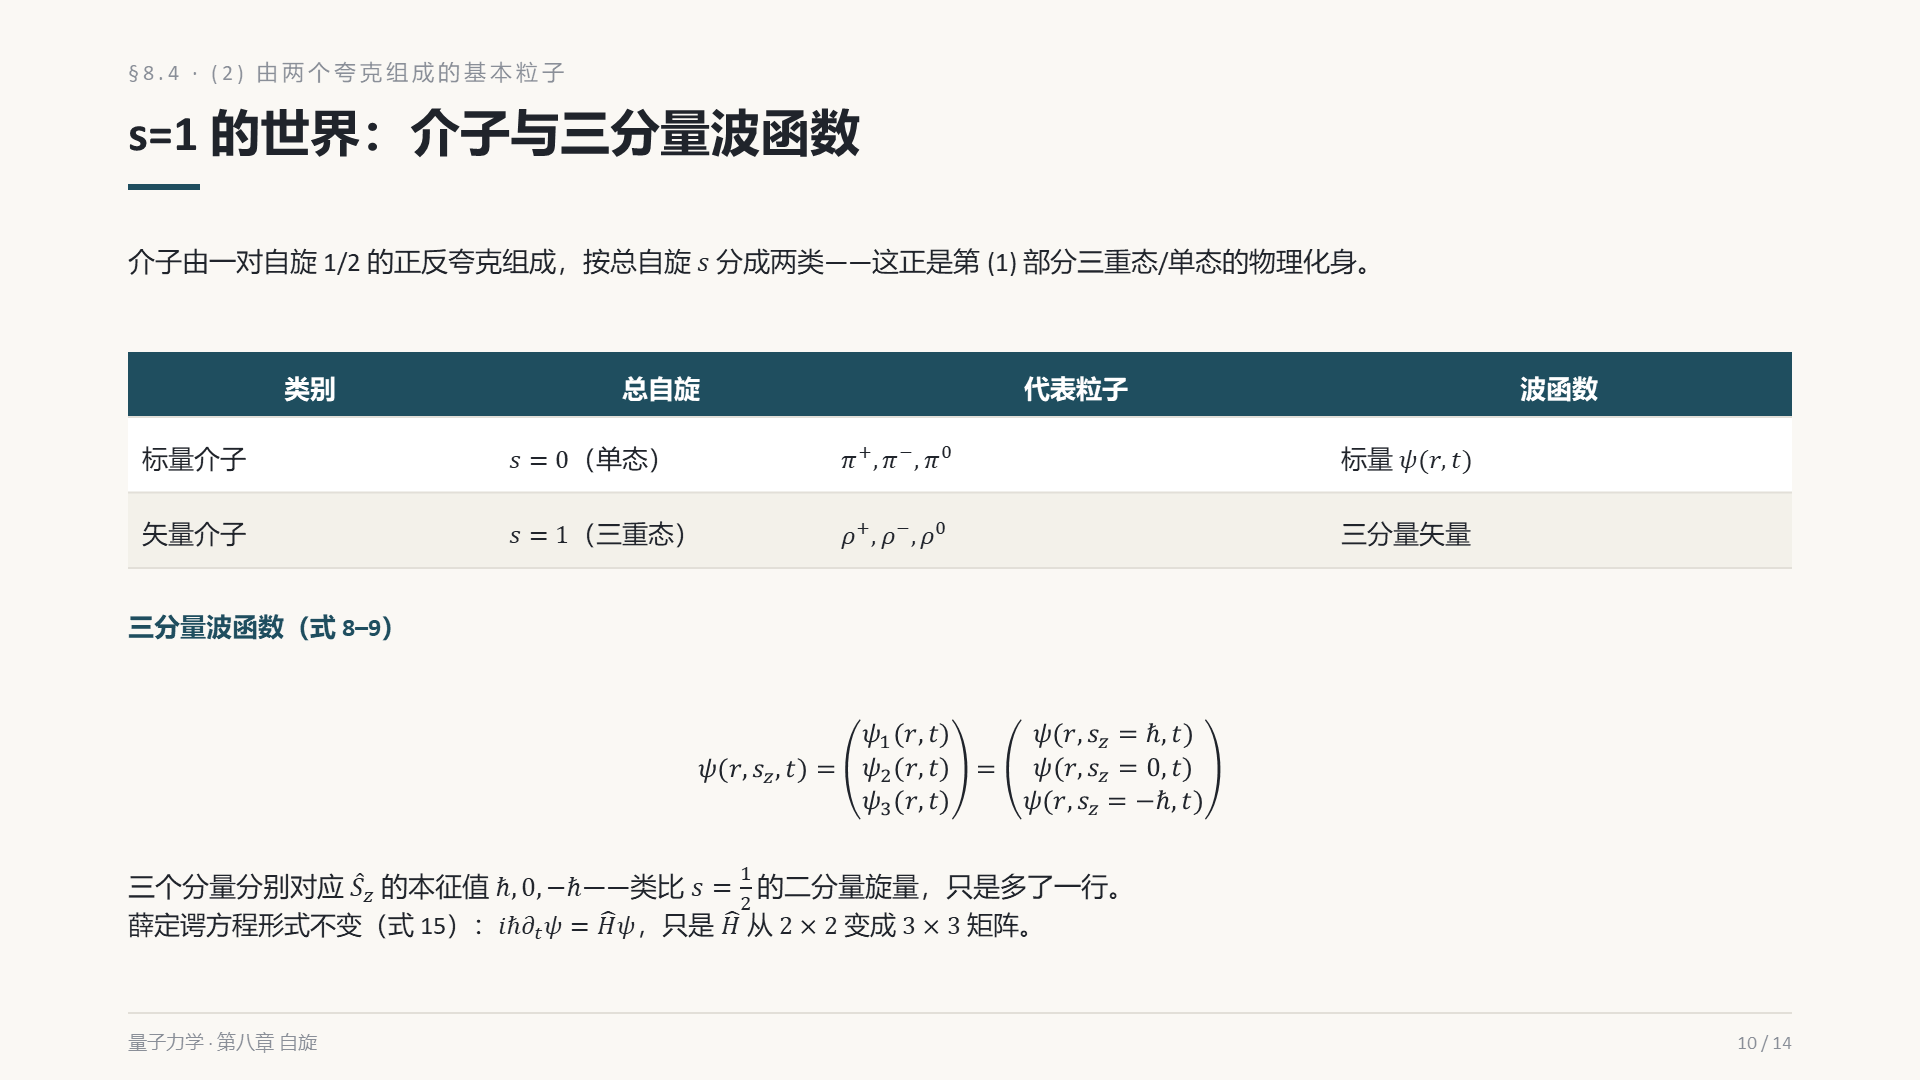 §8.4 · (2) 由两个夸克组成的基本粒子
s=1 的世界：介子与三分量波函数
介子由一对自旋 1/2 的正反夸克组成，按总自旋 s 分成两类——这正是第 (1) 部分三重态/单态的物理化身。
类别 总自旋 代表粒子 波函数
标量介子 s = 0（单态） π⁺, π⁻, π⁰ 标量 ψ(r, t)
矢量介子 s = 1（三重态） ρ⁺, ρ⁻, ρ⁰ 三分量矢量
三分量波函数（式 8–9）
ψ(r, s_z, t) = (ψ₁(r, t) ψ₂(r, t) ψ₃(r, t)) = (ψ(r, s_z = ℏ, t) ψ(r, s_z = 0, t) ψ(r, s_z = −ℏ, t))
三个分量分别对应 Ŝ_z 的本征值 ℏ, 0, −ℏ——类比 s = 1/2 的二分量旋量，只是多了一行。
薛定谔方程形式不变（式 15）：iℏ∂_tψ = Ĥψ，只是 Ĥ 从 2 × 2 变成 3 × 3 矩阵。
量子力学 · 第八章 自旋
10 / 14